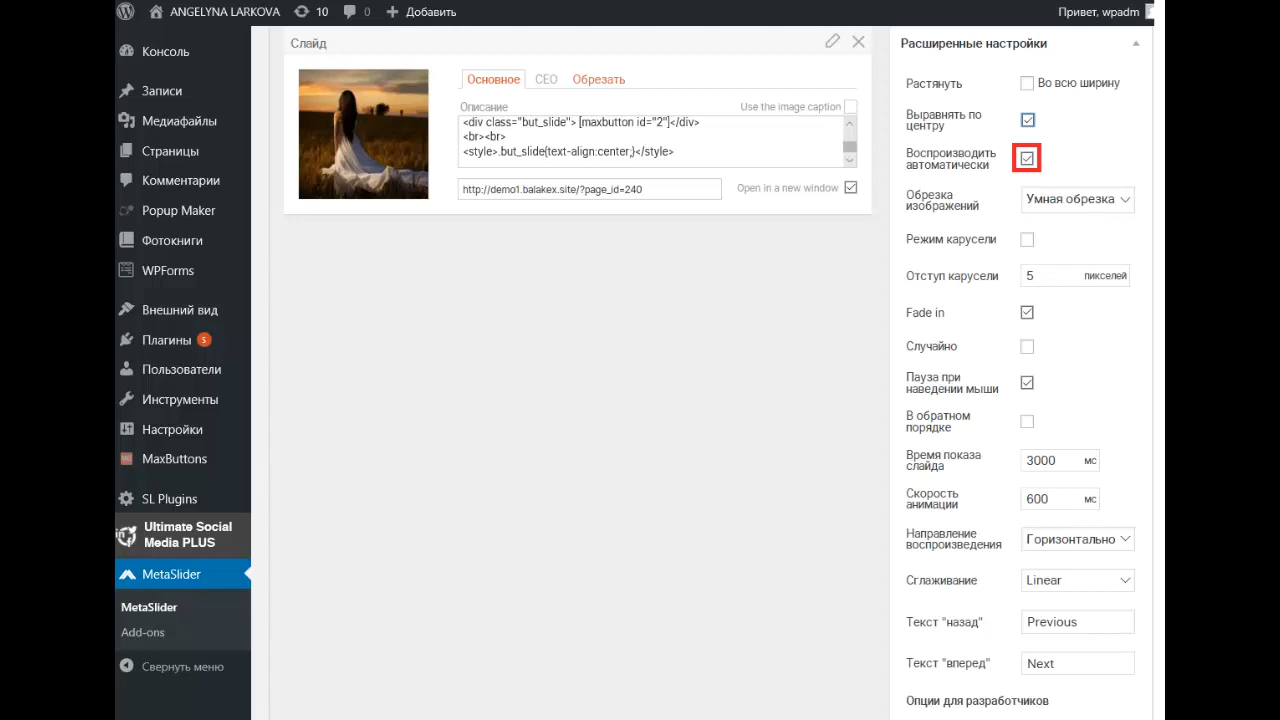 ANGELYNA LARKOVA 10 0 Добавить
Привет, wpadm
Консоль
Записи
Медиафайлы
Страницы
Комментарии
Popup Maker
Фотокниги
WPForms
Внешний вид
Плагины 5
Пользователи
Инструменты
Настройки
MaxButtons
SL Plugins
Ultimate Social
Media PLUS
MetaSlider
MetaSlider
Add-ons
Свернуть меню
Слайд
Основное СЕО Обрезать
Описание Use the image caption
<div class="but_slide"> [maxbutton id="2"]</div>
<br><br>
<style>.but_slide{text-align:center;}</style>
http://demo1.balakex.site/?page_id=240 Open in a new window
Расширенные настройки
Растянуть Во всю ширину
Выравнять по
центру
Воспроизводить
автоматически
Обрезка
изображений
Умная обрезка
Режим карусели
Отступ карусели 5 пикселей
Fade in
Случайно
Пауза при
наведении мыши
В обратном
порядке
Время показа
слайда
3000 мс
Скорость
анимации
600 мс
Направление
воспроизведения
Горизонтально
Сглаживание Linear
Текст "назад" Previous
Текст "вперед" Next
Опции для разработчиков